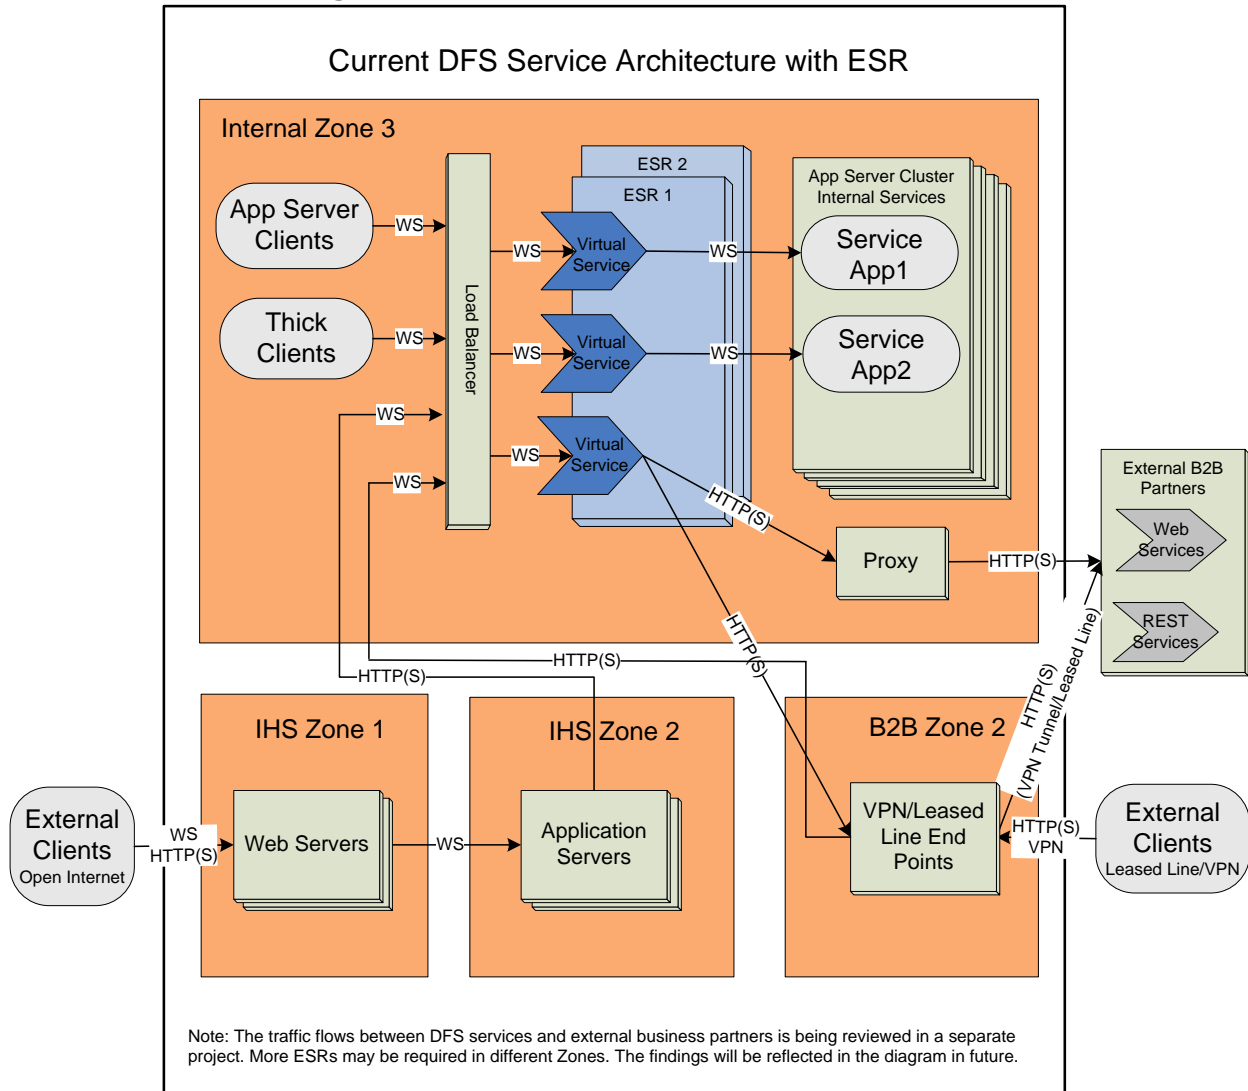 Current DFS Service Architecture with ESR
Internal Zone 3
ESR 2
ESR 1
App Server Cluster
Internal Services
App Server
Clients
WS
Load Balancer
WS
Virtual
Service
WS
Service
App1
Thick
Clients
WS
WS
Virtual
Service
WS
Service
App2
WS
WS
WS
Virtual
Service
HTTP(S)
Proxy
HTTP(S)
External B2B
Partners
Web
Services
REST
Services
HTTP(S)
HTTP(S)
HTTP(S)
HTTP(S)
(VPN Tunnel/Leased Line)
IHS Zone 1
IHS Zone 2
B2B Zone 2
External
Clients
Open Internet
WS
HTTP(S)
Web Servers
WS
Application
Servers
VPN/Leased
Line End
Points
HTTP(S)
VPN
External
Clients
Leased Line/VPN
Note: The traffic flows between DFS services and external business partners is being reviewed in a separate
project. More ESRs may be required in different Zones. The findings will be reflected in the diagram in future.